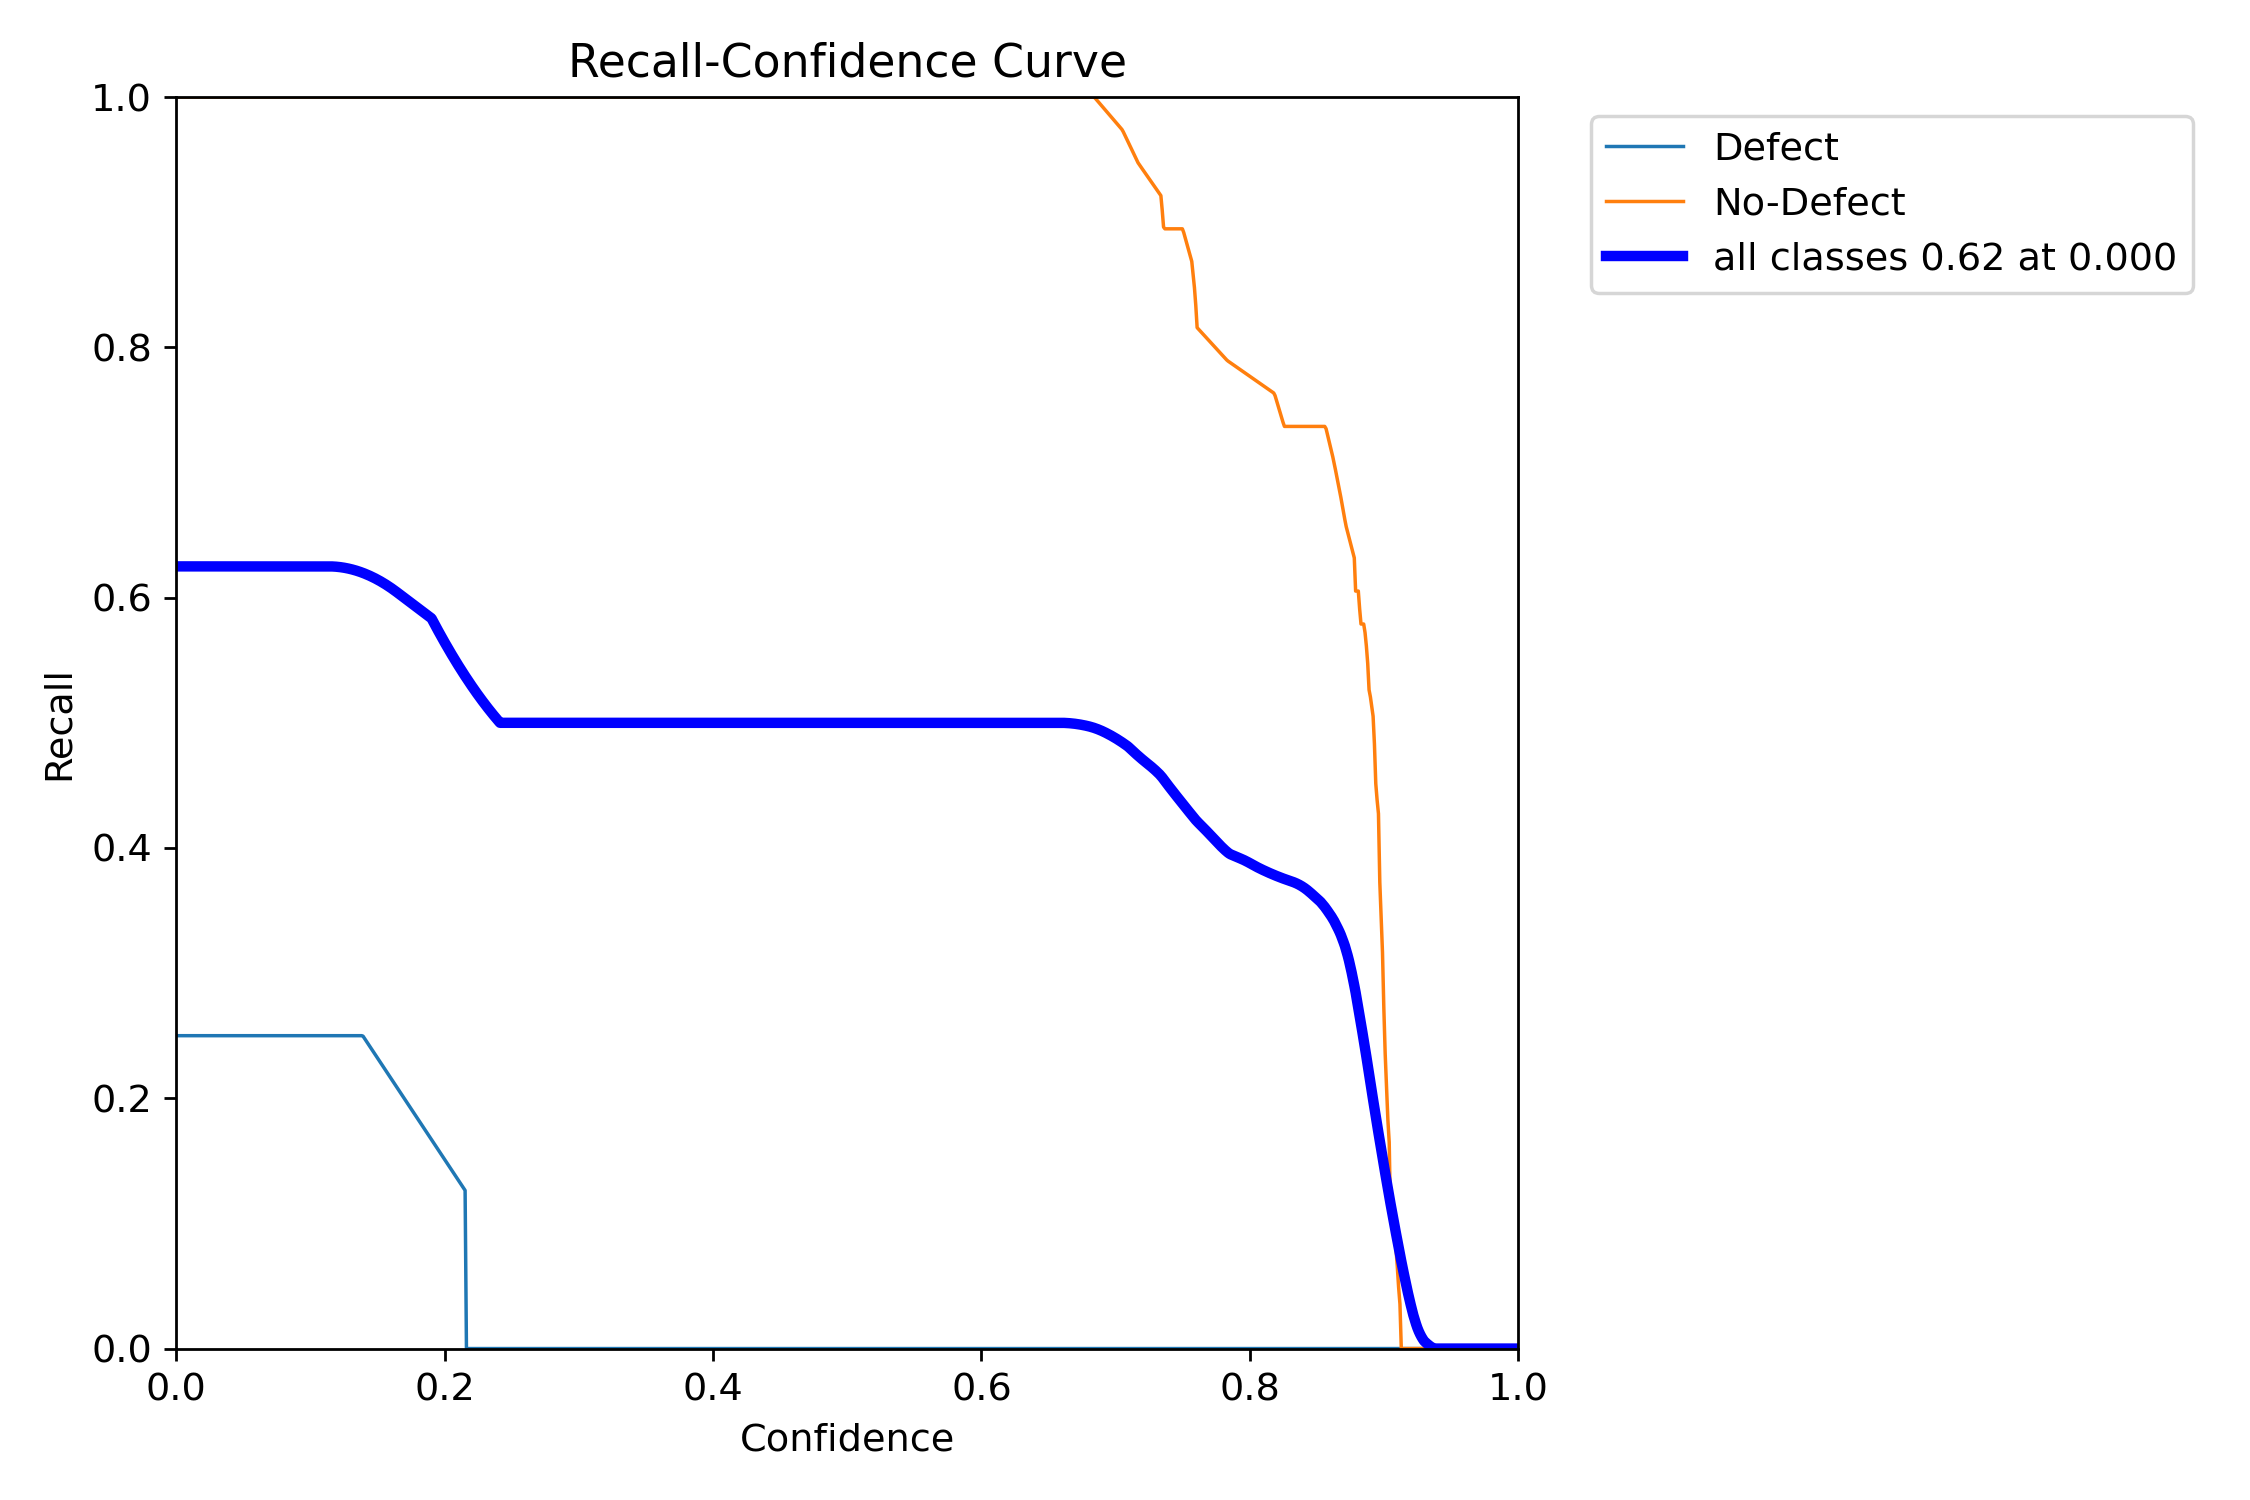 Recall-Confidence Curve
1.0
0.8
0.6
0.4
0.2
0.0
Recall
0.0 0.2 0.4 0.6 0.8 1.0
Confidence
Defect
No-Defect
all classes 0.62 at 0.000